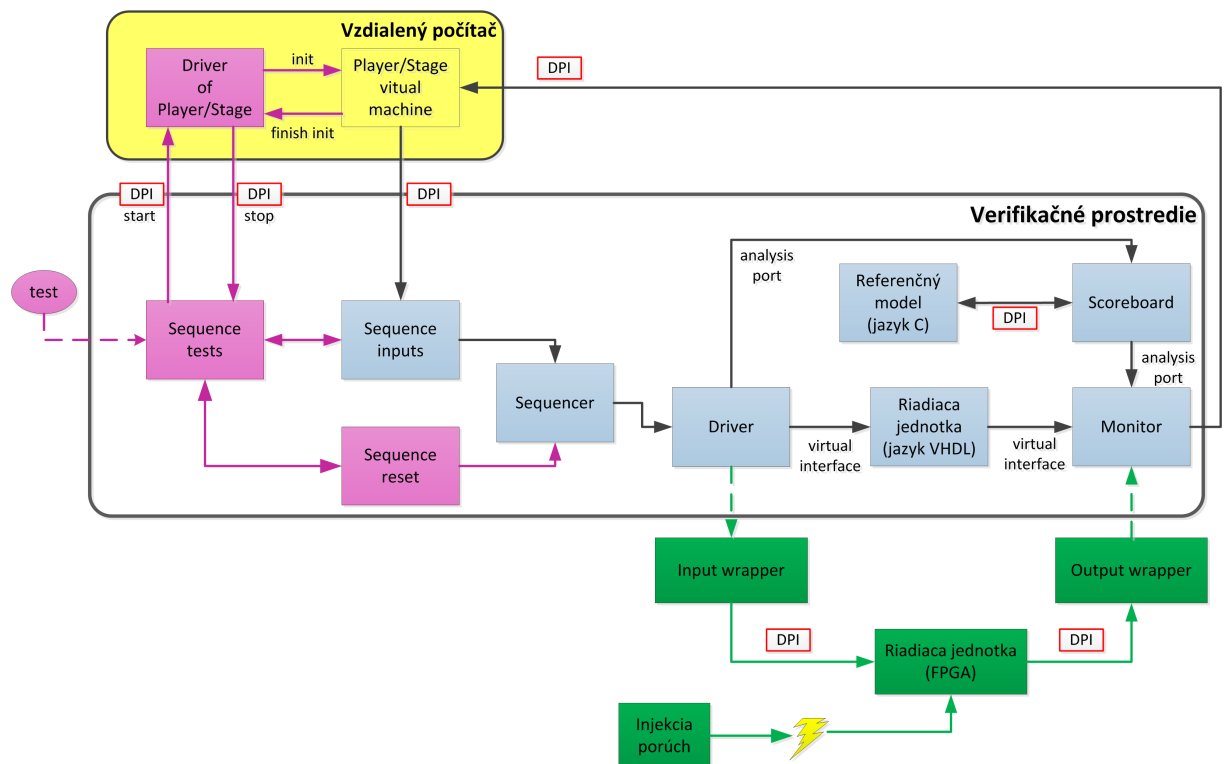 Vzdialený počítač
Driver
of
Player/Stage
init
finish init
Player/Stage
vitual
machine
DPI
DPI
start
DPI
stop
DPI
Verifikačné prostredie
test
Sequence
tests
Sequence
inputs
Sequence
reset
Sequencer
analysis
port
Driver
virtual
interface
Referenčný
model
(jazyk C)
DPI
Scoreboard
analysis
port
Riadiaca
jednotka
(jazyk VHDL)
virtual
interface
Monitor
Input wrapper
Output wrapper
DPI
Riadiaca jednotka
(FPGA)
DPI
Injekcia
porúch